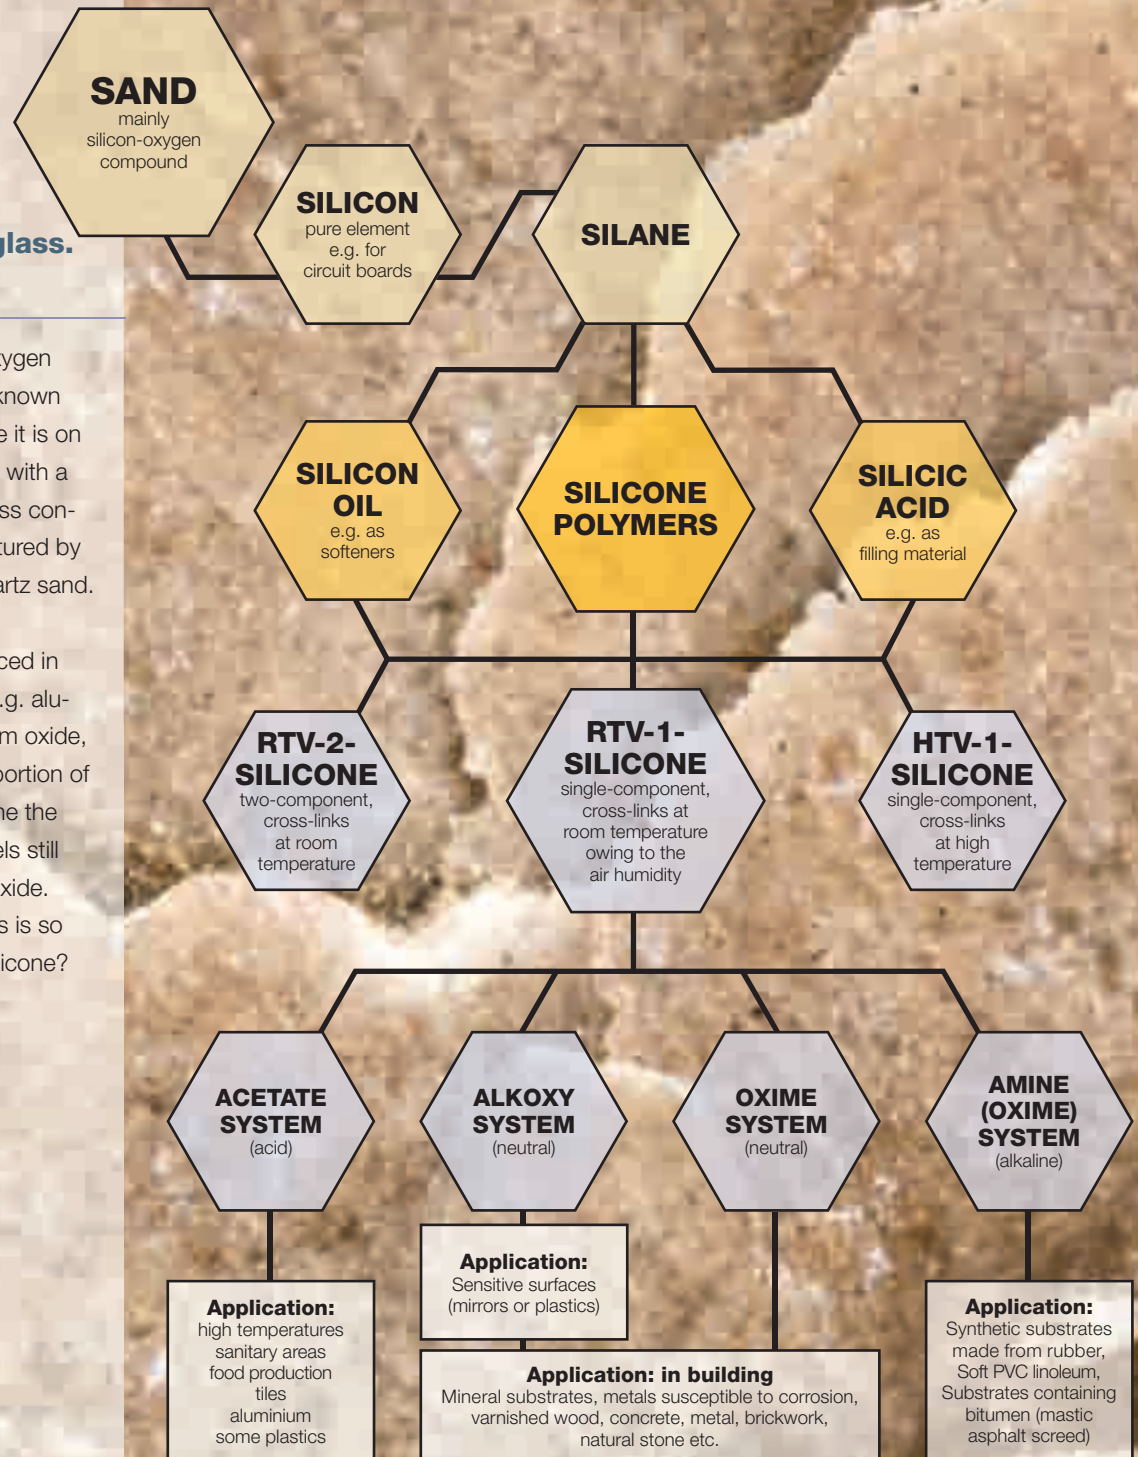 SAND
mainly
silicon-oxygen
compound
SILICON
pure element
e.g. for
circuit boards
SILANE
glass.
ygen
known
e it is on
with a
ss con-
tured by
artz sand.
ced in
.g. alu-
m oxide,
portion of
ne the
els still
xide.
s is so
icone?
SILICON
OIL
e.g. as
softeners
SILICONE
POLYMERS
SILICIC
ACID
e.g. as
filling material
RTV-2-
SILICONE
two-component,
cross-links
at room
temperature
RTV-1-
SILICONE
single-component,
cross-links at
room temperature
owing to the
air humidity
HTV-1-
SILICONE
single-component,
cross-links
at high
temperature
ACETATE
SYSTEM
(acid)
ALKOXY
SYSTEM
(neutral)
OXIME
SYSTEM
(neutral)
AMINE
(OXIME)
SYSTEM
(alkaline)
Application:
high temperatures
sanitary areas
food production
tiles
aluminium
some plastics
Application:
Sensitive surfaces
(mirrors or plastics)
Application: in building
Mineral substrates, metals susceptible to corrosion,
varnished wood, concrete, metal, brickwork,
natural stone etc.
Application:
Synthetic substrates
made from rubber,
Soft PVC linoleum,
Substrates containing
bitumen (mastic
asphalt screed)